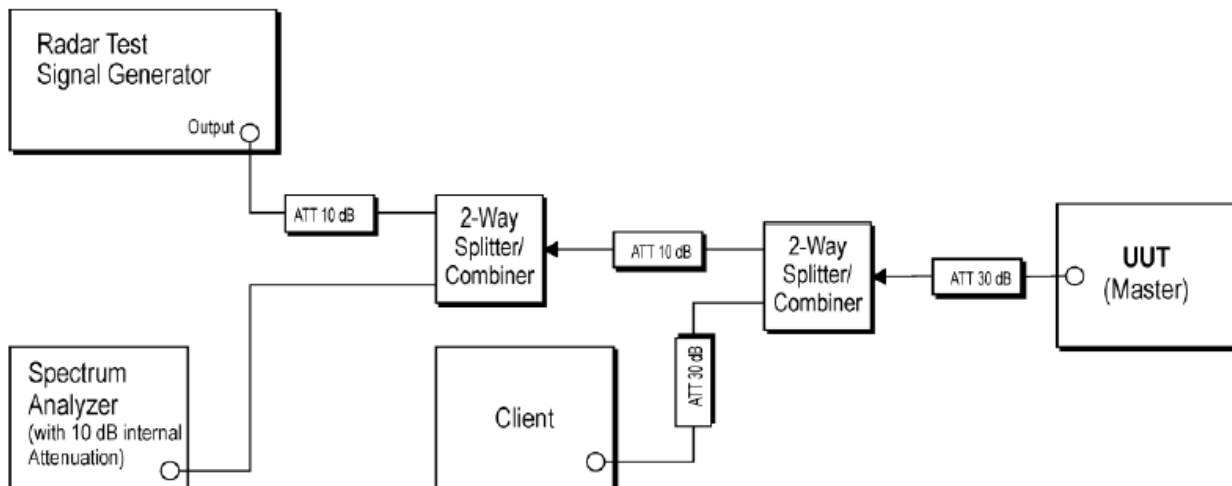 Radar Test
Signal Generator
Output
ATT 10 dB
2-Way
Splitter/
Combiner
ATT 10 dB
2-Way
Splitter/
Combiner
ATT 30 dB
UUT
(Master)
ATT 30 dB
Spectrum
Analyzer
(with 10 dB internal
Attenuation)
Client